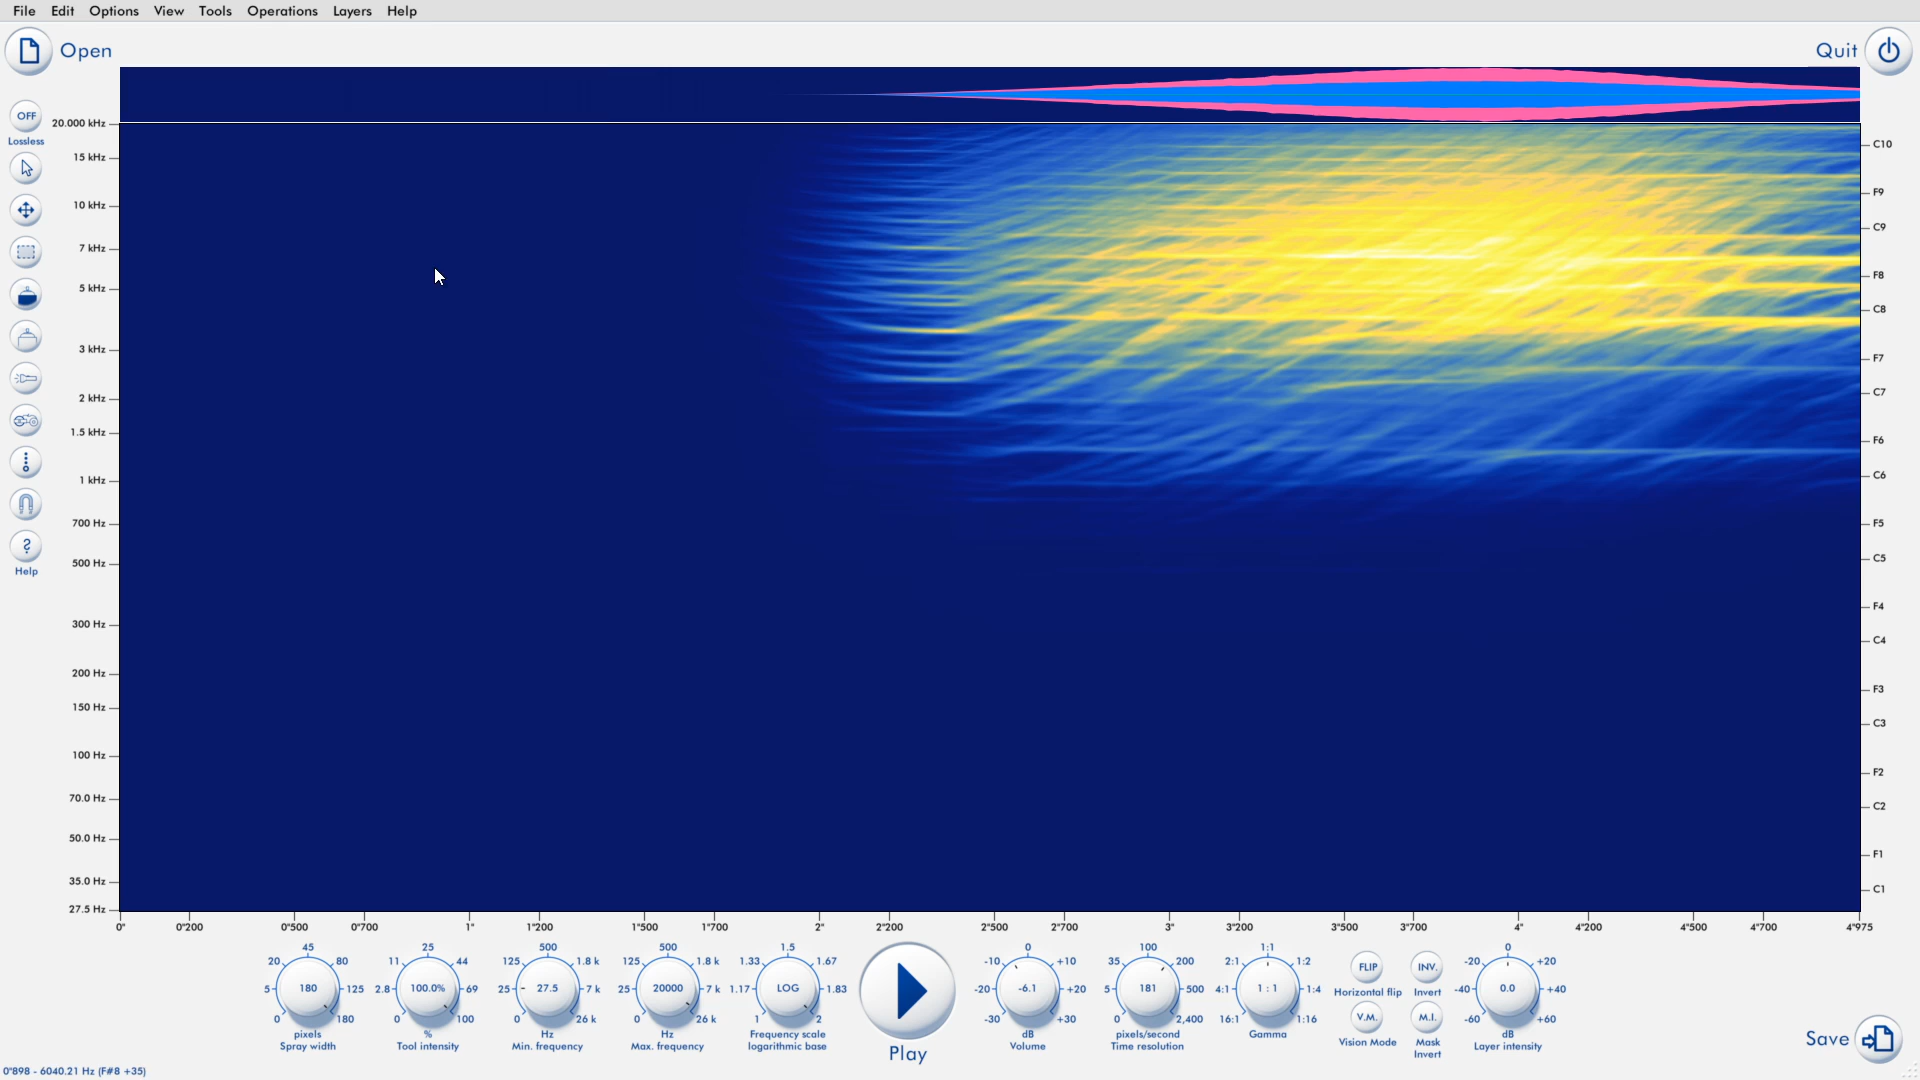 File Edit Options View Tools Operations Layers Help
Open
Quit
OFF
Lossless
20.000 kHz
15 kHz
10 kHz
7 kHz
5 kHz
3 kHz
2 kHz
1.5 kHz
1 kHz
700 Hz
500 Hz
300 Hz
200 Hz
150 Hz
100 Hz
70.0 Hz
50.0 Hz
35.0 Hz
27.5 Hz
?
Help
C10
F9
C9
F8
C8
F7
C7
F6
C6
F5
C5
F4
C4
F3
C3
F2
C2
F1
C1
0" 0"200 0"500 0"700 1" 1"200 1"500 1"700 2" 2"200 2"500 2"700 3" 3"200 3"500 3"700 4" 4"200 4"500 4"700 4"975
45
20 80
5 180 125
0 180
pixels
Spray width
25
11 44
2.8 100.0% 69
0 100
%
Tool intensity
500
125 1.8 k
25 27.5 7 k
0 26 k
Hz
Min. frequency
500
125 1.8 k
25 20000 7 k
0 26 k
Hz
Max. frequency
1.5
1.33 1.67
1.17 LOG 1.83
1 2
Frequency scale
logarithmic base
Play
0
-10 +10
-20 -6.1 +20
-30 +30
dB
Volume
100
35 200
5 181 500
0 2,400
pixels/second
Time resolution
1:1
2:1 1:2
4:1 1 : 1 1:4
16:1 1:16
Gamma
FLIP
Horizontal flip
V.M.
Vision Mode
INV.
Invert
M.I.
Mask
Invert
0
-20 +20
-40 0.0 +40
-60 +60
dB
Layer intensity
Save
0"898 - 6040.21 Hz (F#8 +35)